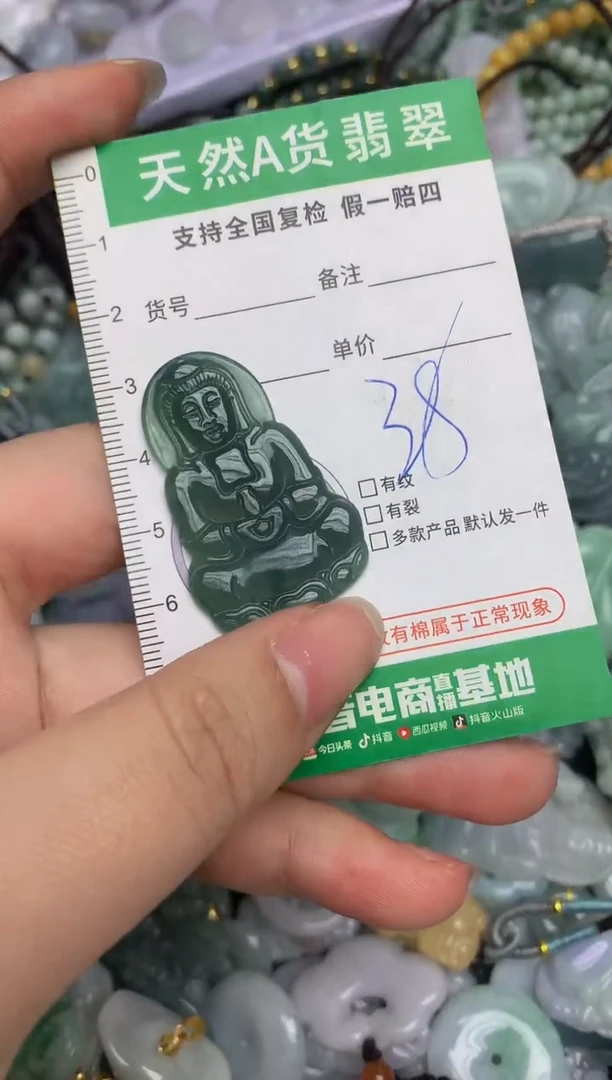 天然A货翡翠
支持全国复检 假一赔四
货号 备注
单价
38
有纹
有裂
多款产品 默认发一件
有棉属于正常现象
电商直播基地
今日头条 抖音 西瓜视频 抖音火山版
0
1
2
3
4
5
6